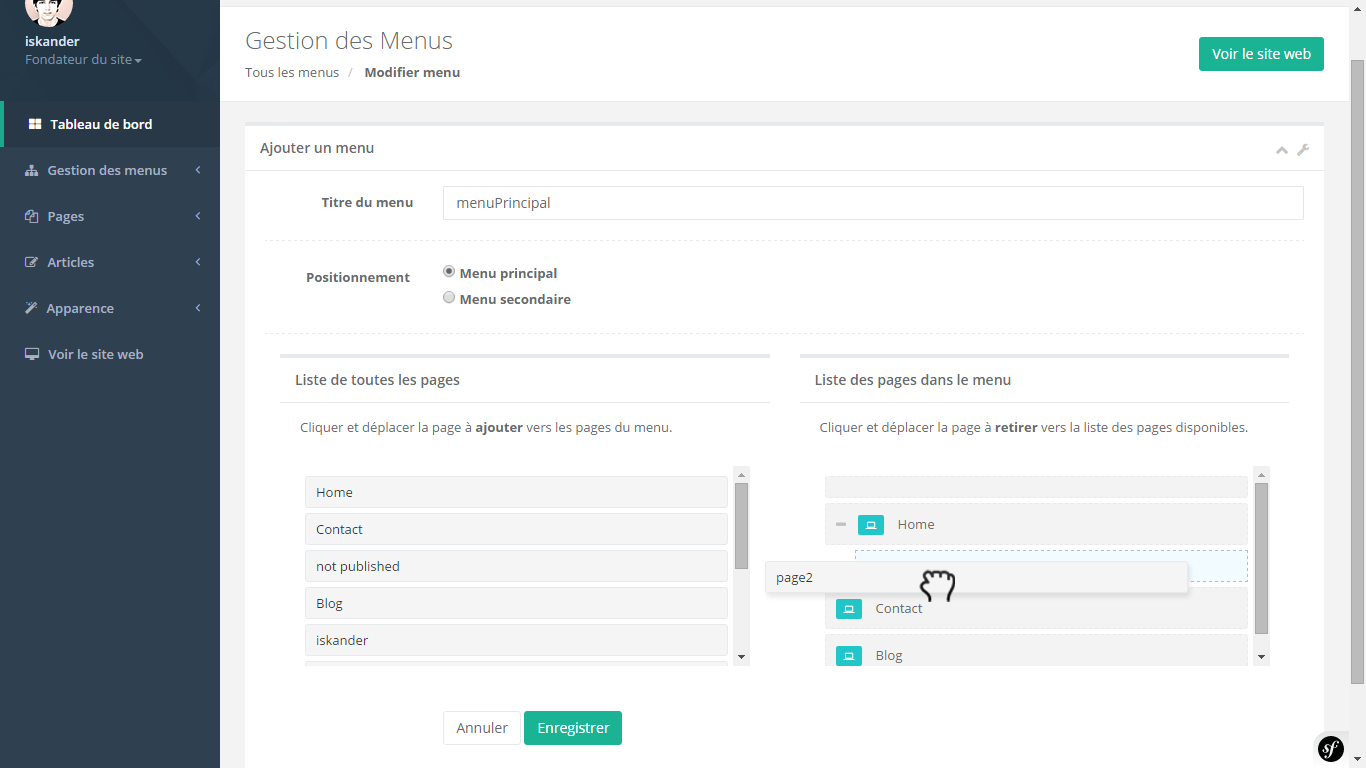 iskander
Fondateur du site
Tableau de bord
Gestion des menus
Pages
Articles
Apparence
Voir le site web
Gestion des Menus
Tous les menus / Modifier menu
Voir le site web
Ajouter un menu
Titre du menu
menuPrincipal
Positionnement
Menu principal
Menu secondaire
Liste de toutes les pages
Cliquer et déplacer la page à ajouter vers les pages du menu.
Home
Contact
not published
Blog
iskander
Liste des pages dans le menu
Cliquer et déplacer la page à retirer vers la liste des pages disponibles.
Home
page2
Contact
Blog
Annuler
Enregistrer
sf